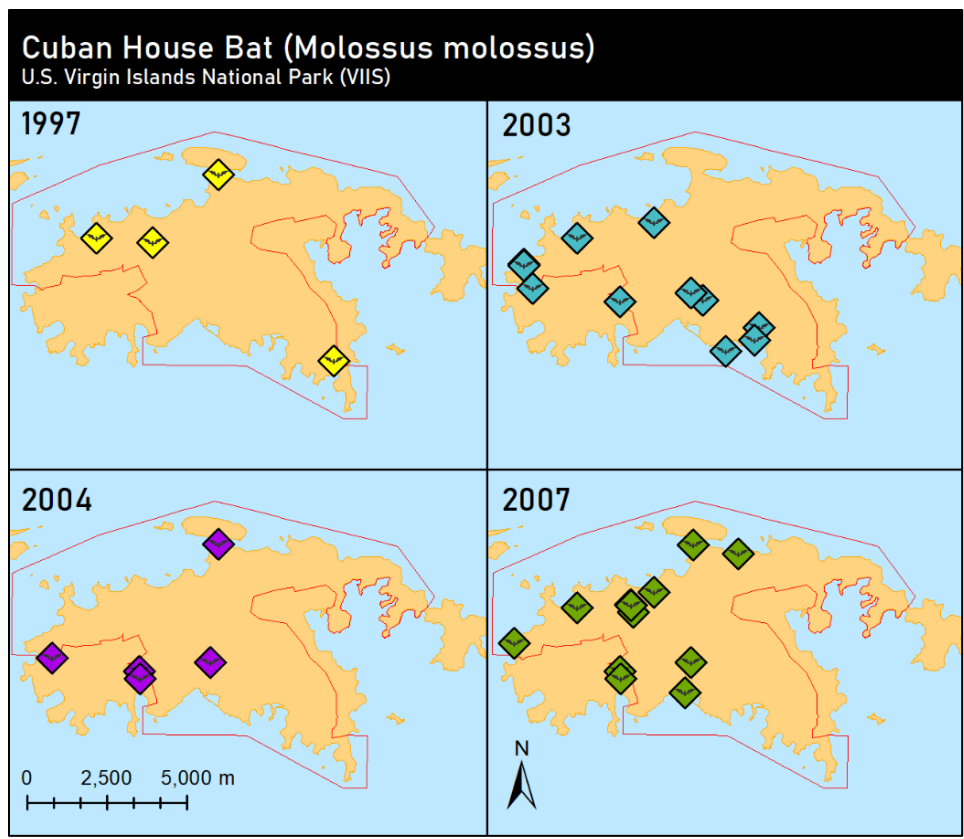 Cuban House Bat (Molossus molossus)
U.S. Virgin Islands National Park (VIIS)
1997
2003
2004
2007
0 2,500 5,000 m
N